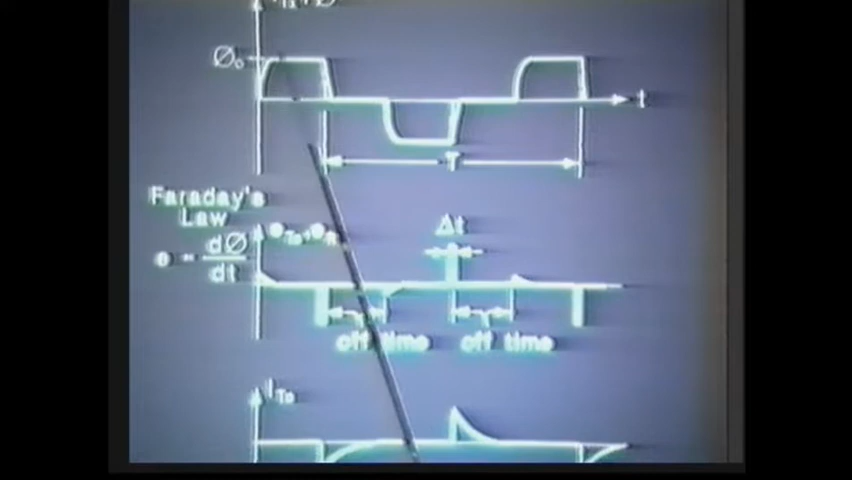 Ø₀
t
T
Faraday's
Law
e = dØ/dt
Δt
off time
off time